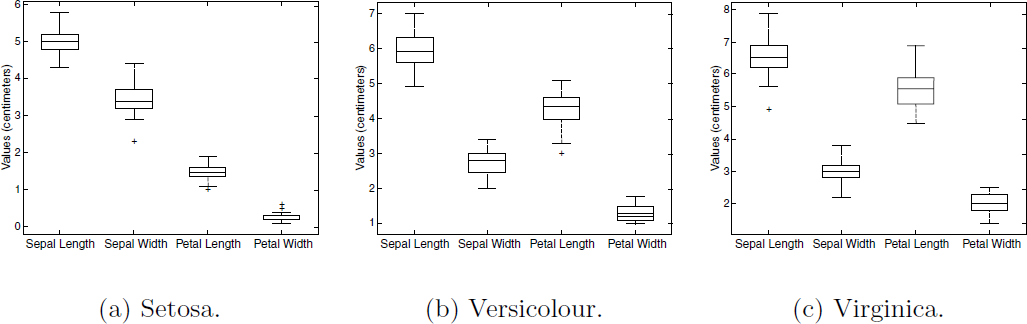 Values (centimeters)
6
5
4
3
2
1
0
Sepal Length Sepal Width Petal Length Petal Width
(a) Setosa.
Values (centimeters)
7
6
5
4
3
2
1
Sepal Length Sepal Width Petal Length Petal Width
(b) Versicolour.
Values (centimeters)
8
7
6
5
4
3
2
Sepal Length Sepal Width Petal Length Petal Width
(c) Virginica.